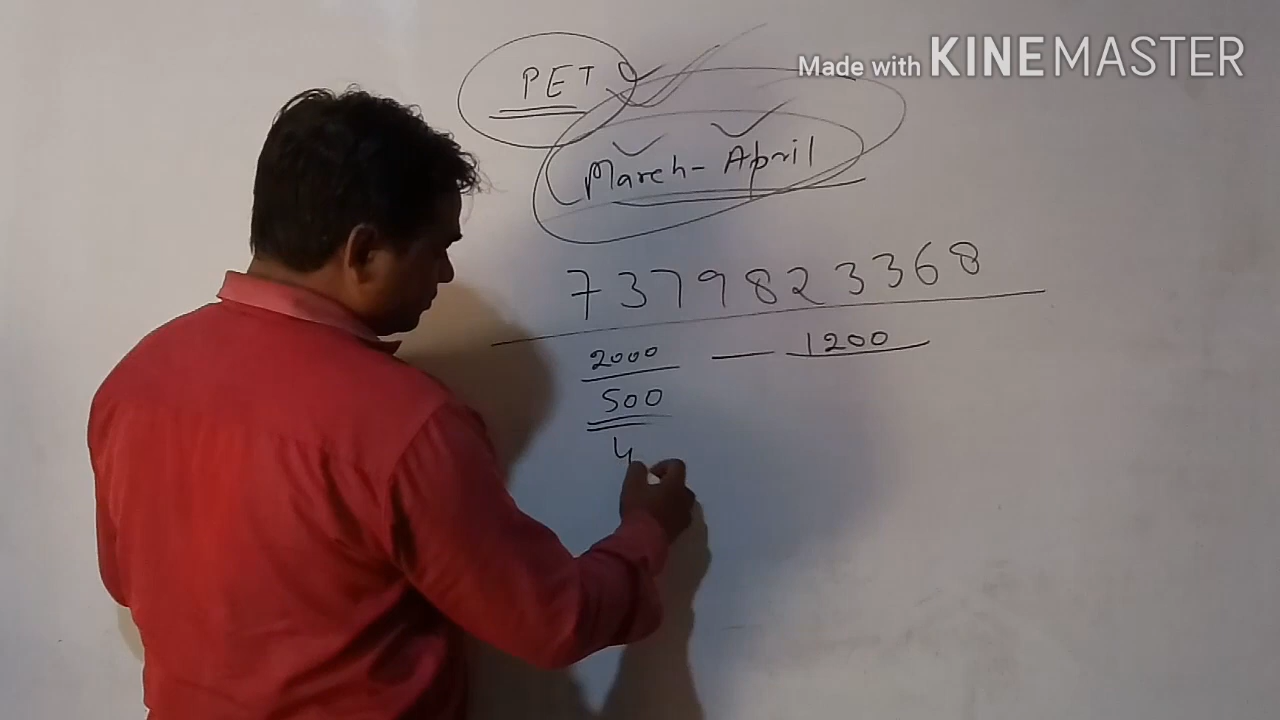 Made with KINEMASTER
PET
March-April
7379823368
2000 — 1200
500
4